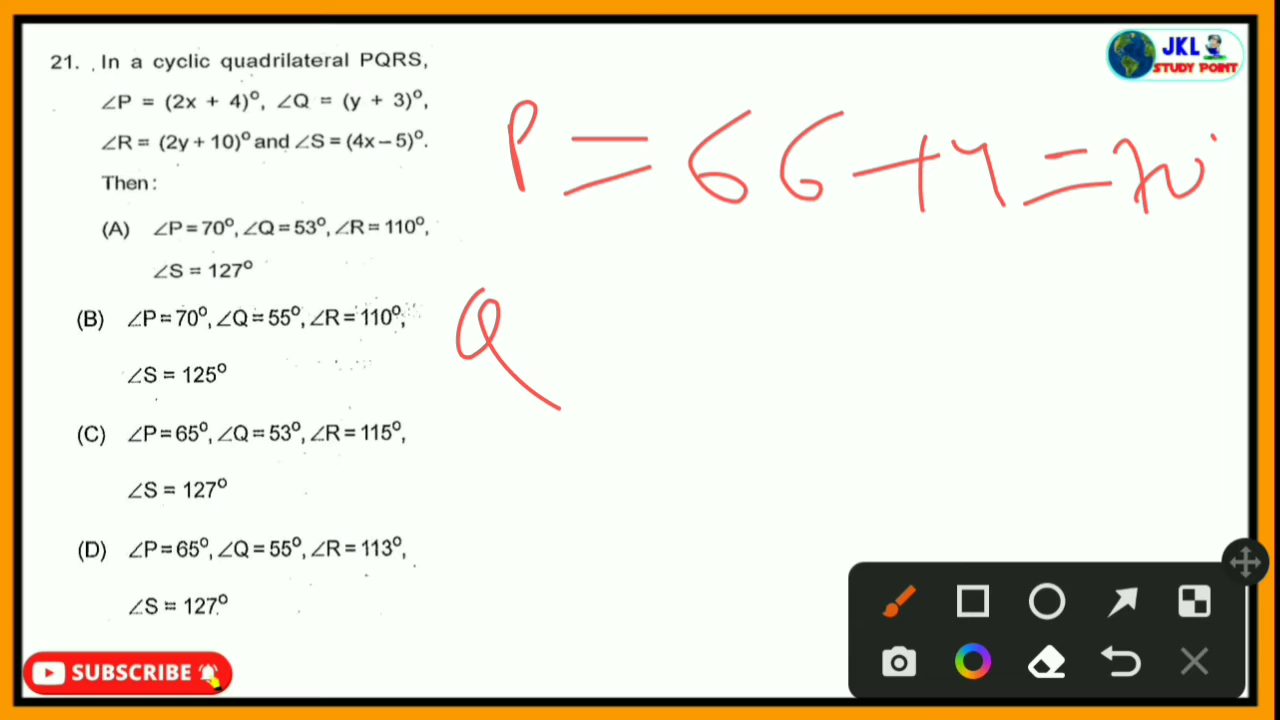 21. In a cyclic quadrilateral PQRS,
∠P = (2x + 4)°, ∠Q = (y + 3)°,
∠R = (2y + 10)° and ∠S = (4x – 5)°.
Then :
(A) ∠P = 70°, ∠Q = 53°, ∠R = 110°,
∠S = 127°
(B) ∠P = 70°, ∠Q = 55°, ∠R = 110°,
∠S = 125°
(C) ∠P = 65°, ∠Q = 53°, ∠R = 115°,
∠S = 127°
(D) ∠P = 65°, ∠Q = 55°, ∠R = 113°,
∠S = 127°
JKL
STUDY POINT
P = 66 + 4 = 70°
Q
SUBSCRIBE